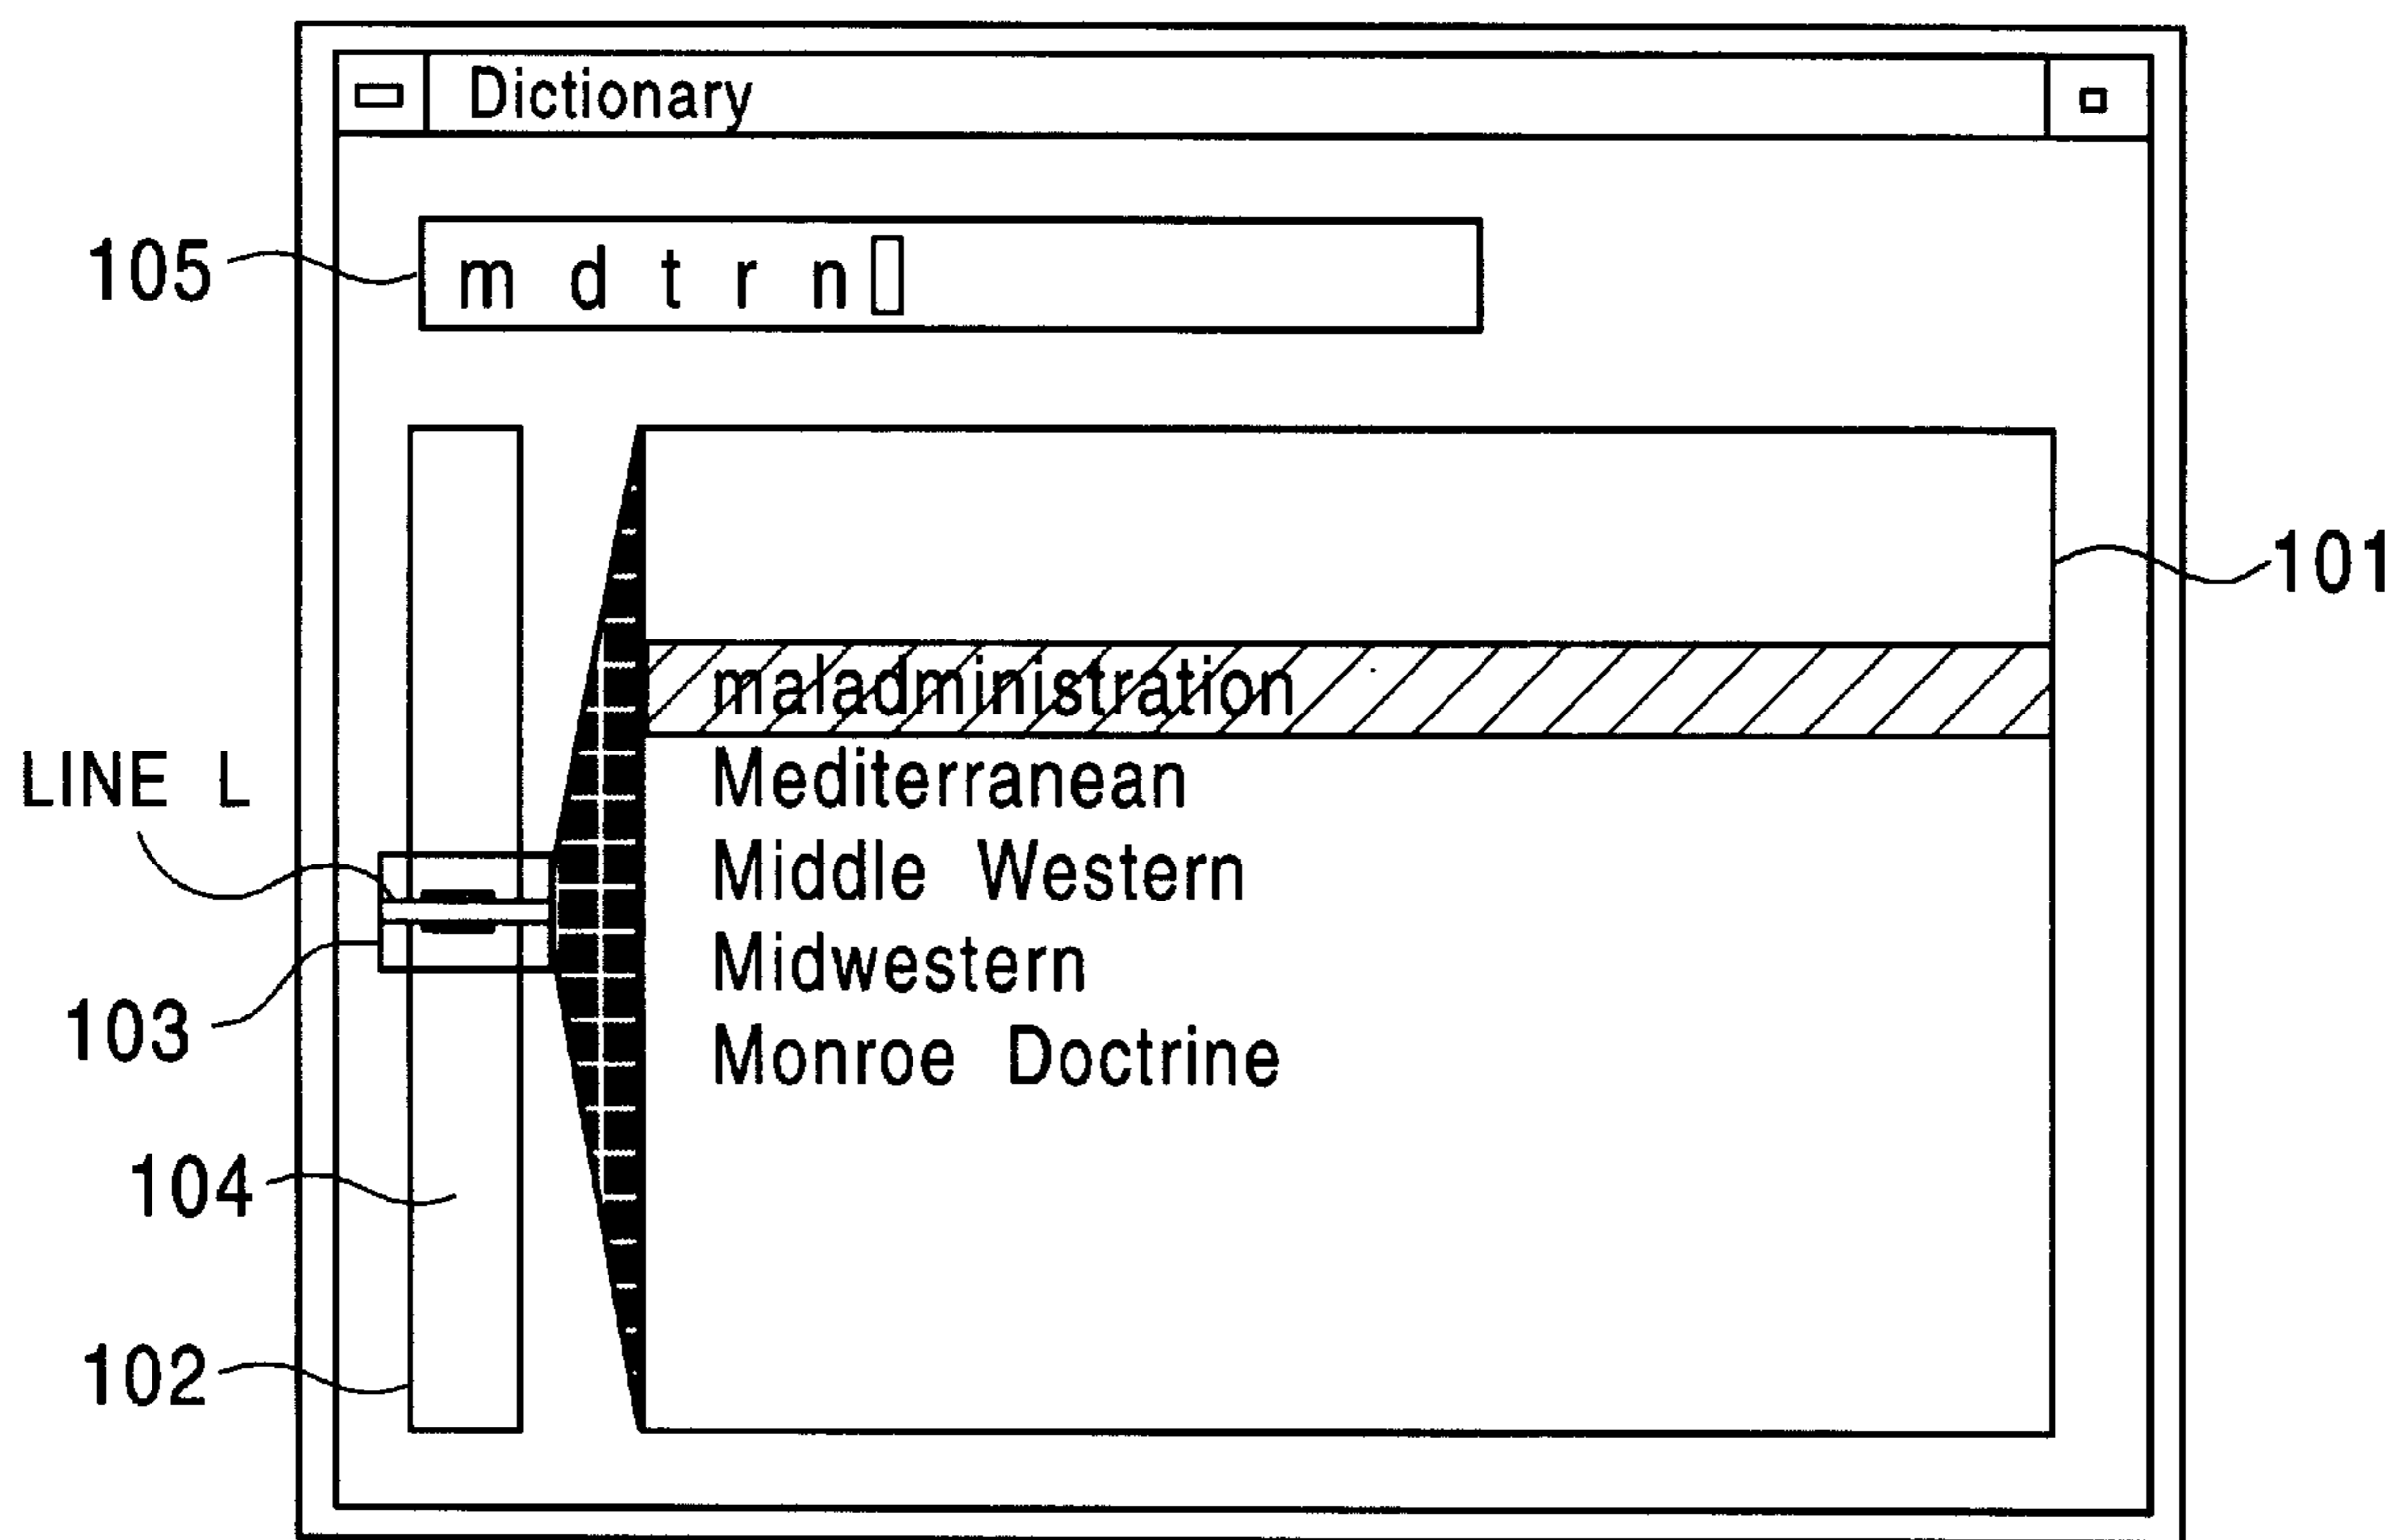 Dictionary
105
m d t r n
101
maladministration
LINE L
Mediterranean
Middle Western
Midwestern
103
Monroe Doctrine
104
102